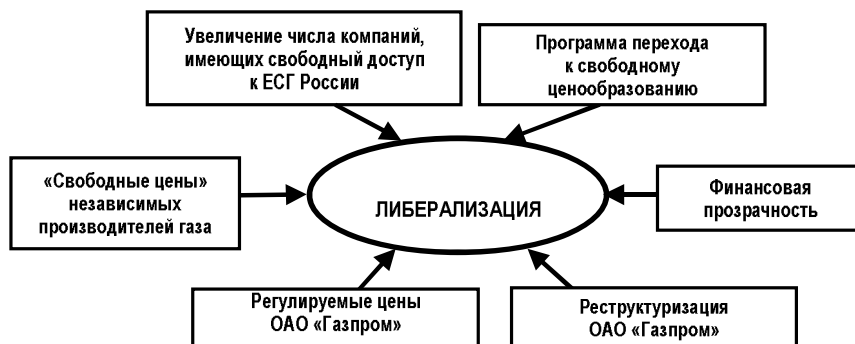 Увеличение числа компаний,
имеющих свободный доступ
к ЕСГ России
Программа перехода
к свободному
ценообразованию
«Свободные цены»
независимых
производителей газа
ЛИБЕРАЛИЗАЦИЯ
Финансовая
прозрачность
Регулируемые цены
ОАО «Газпром»
Реструктуризация
ОАО «Газпром»